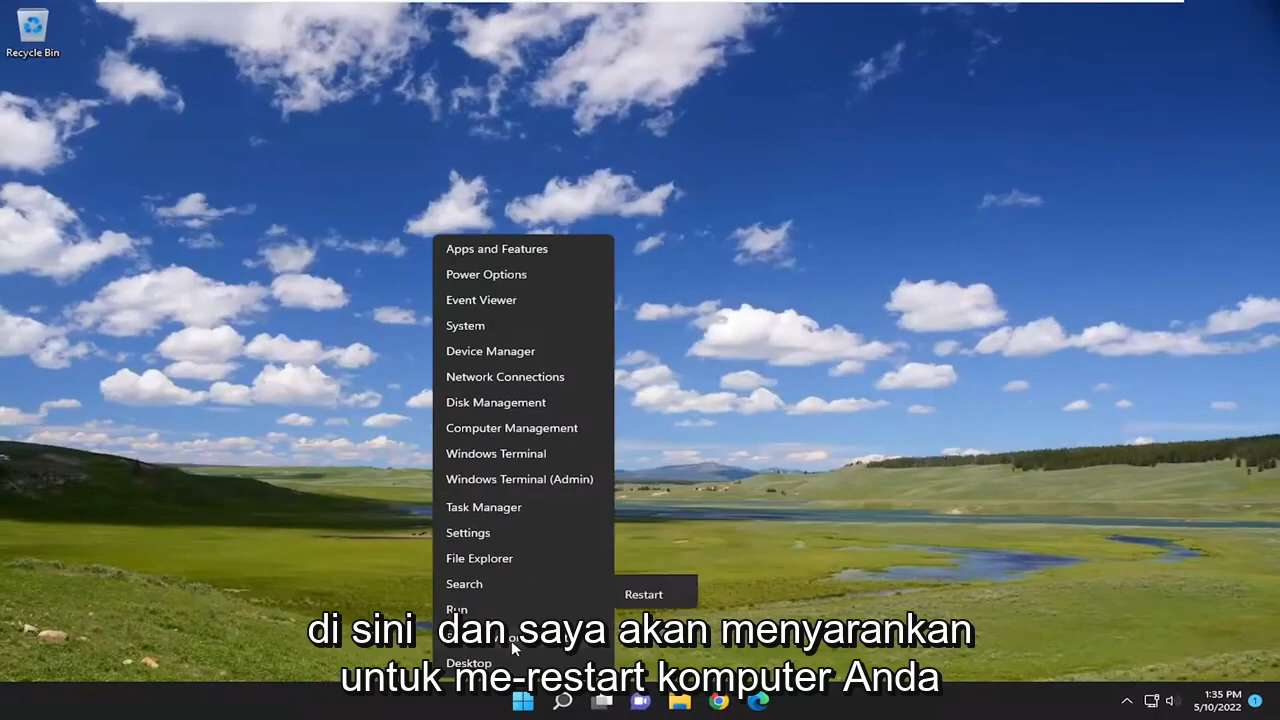 Recycle Bin
Apps and Features
Power Options
Event Viewer
System
Device Manager
Network Connections
Disk Management
Computer Management
Windows Terminal
Windows Terminal (Admin)
Task Manager
Settings
File Explorer
Search
Restart
Run
di sini dan saya akan menyarankan
Desktop
untuk me-restart komputer Anda
1:35 PM
5/10/2022
1